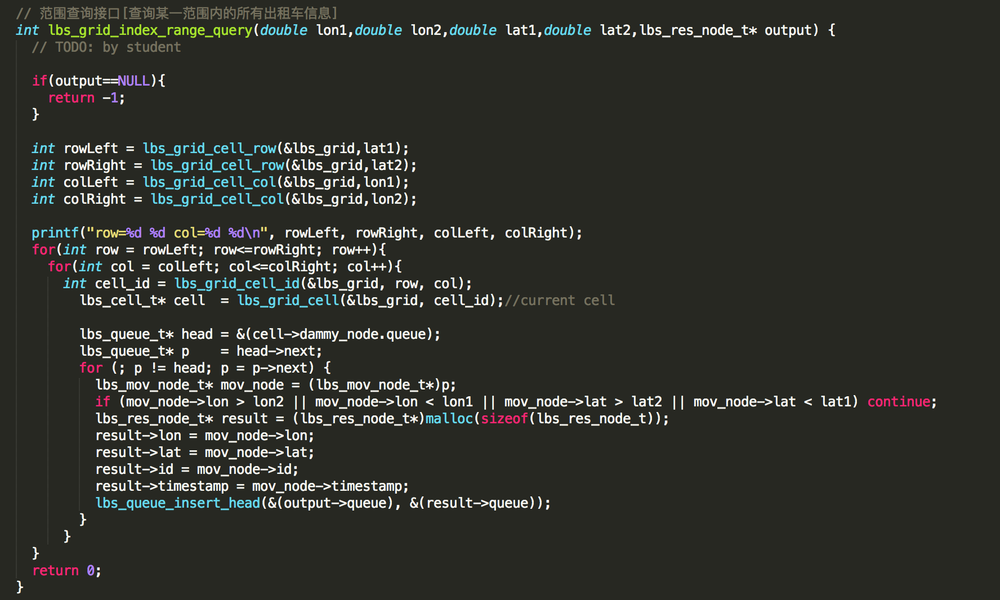 // 范围查询接口[查询某一范围内的所有出租车信息]
int lbs_grid_index_range_query(double lon1,double lon2,double lat1,double lat2,lbs_res_node_t* output) {
  // TODO: by student

  if(output==NULL){
    return -1;
  }

  int rowLeft = lbs_grid_cell_row(&lbs_grid,lat1);
  int rowRight = lbs_grid_cell_row(&lbs_grid,lat2);
  int colLeft = lbs_grid_cell_col(&lbs_grid,lon1);
  int colRight = lbs_grid_cell_col(&lbs_grid,lon2);

  printf("row=%d %d col=%d %d\n", rowLeft, rowRight, colLeft, colRight);
  for(int row = rowLeft; row<=rowRight; row++){
    for(int col = colLeft; col<=colRight; col++){
      int cell_id = lbs_grid_cell_id(&lbs_grid, row, col);
        lbs_cell_t* cell  = lbs_grid_cell(&lbs_grid, cell_id);//current cell

        lbs_queue_t* head = &(cell->dammy_node.queue);
        lbs_queue_t* p    = head->next;
        for (; p != head; p = p->next) {
          lbs_mov_node_t* mov_node = (lbs_mov_node_t*)p;
          if (mov_node->lon > lon2 || mov_node->lon < lon1 || mov_node->lat > lat2 || mov_node->lat < lat1) continue;
          lbs_res_node_t* result = (lbs_res_node_t*)malloc(sizeof(lbs_res_node_t));
          result->lon = mov_node->lon;
          result->lat = mov_node->lat;
          result->id = mov_node->id;
          result->timestamp = mov_node->timestamp;
          lbs_queue_insert_head(&(output->queue), &(result->queue));
        }
      }
  }
  return 0;
}